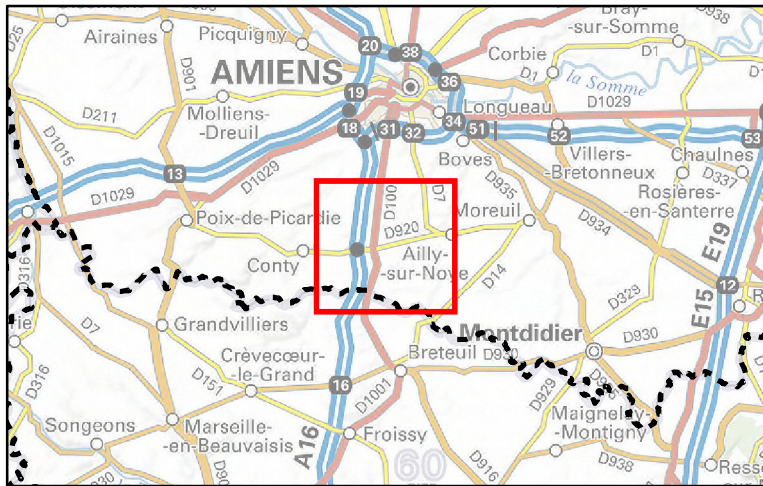 Bray-
-sur-Somme
D938
Airaines
Picquigny
38
20
Corbie
D1
D25
D901
AMIENS
36
D1
la Somme
D211
Molliens-
-Dreuil
19
Longueau
D1029
18
31
32
34
51
52
53
D1015
Boves
Villers-
-Bretonneux
Chaulnes
D337
13
D1029
D1029
D7
D935
Rosières-
-en-Santerre
Poix-de-Picardie
D100
Moreuil
D934
D920
E19
Conty
Ailly-
-sur-Noye
D14
D316
12
D329
E15
Grandvilliers
Montdidier
D930
D7
Crèvecœur-
-le-Grand
Breteuil
D930
D316
D151
16
D1001
D929
Maignelay-
-Montigny
Songeons
Marseille-
-en-Beauvaisis
A16
Froissy
60
D916
D938
Ress